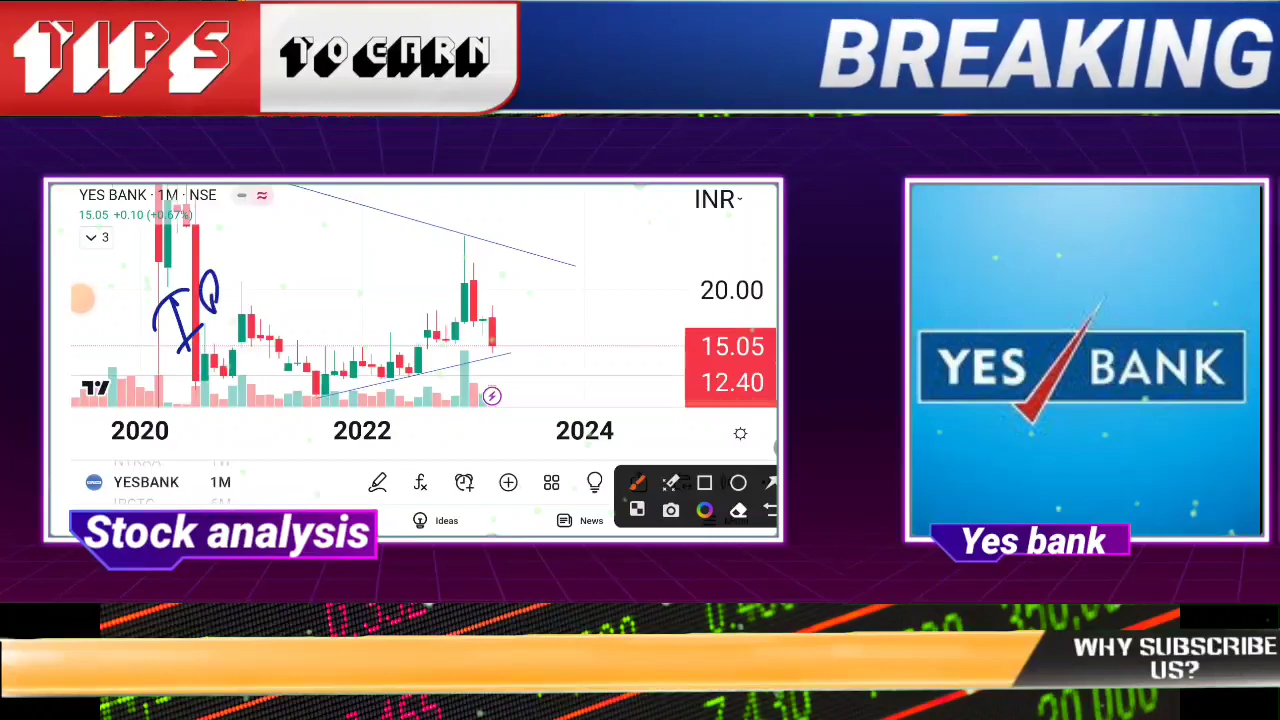 TIPS
TO EARN
BREAKING
YES BANK · 1M · NSE
INR
15.05 +0.10 (+0.67%)
3
20.00
15.05
12.40
2020
2022
2024
YESBANK 1M
Ideas
News
Stock analysis
YES BANK
Yes bank
WHY SUBSCRIBE
US?